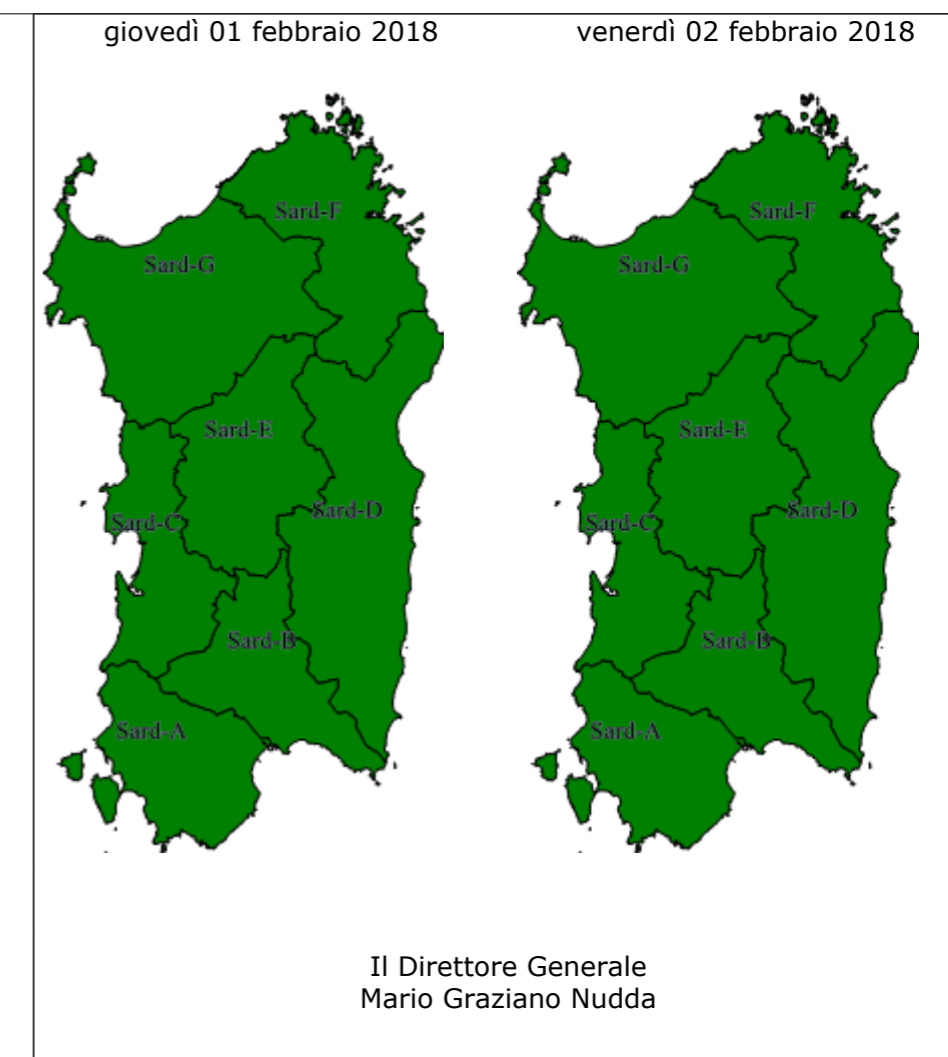 giovedì 01 febbraio 2018
venerdì 02 febbraio 2018
Sard-F
Sard-G
Sard-E
Sard-D
Sard-C
Sard-B
Sard-A
Sard-F
Sard-G
Sard-E
Sard-D
Sard-C
Sard-B
Sard-A
Il Direttore Generale
Mario Graziano Nudda